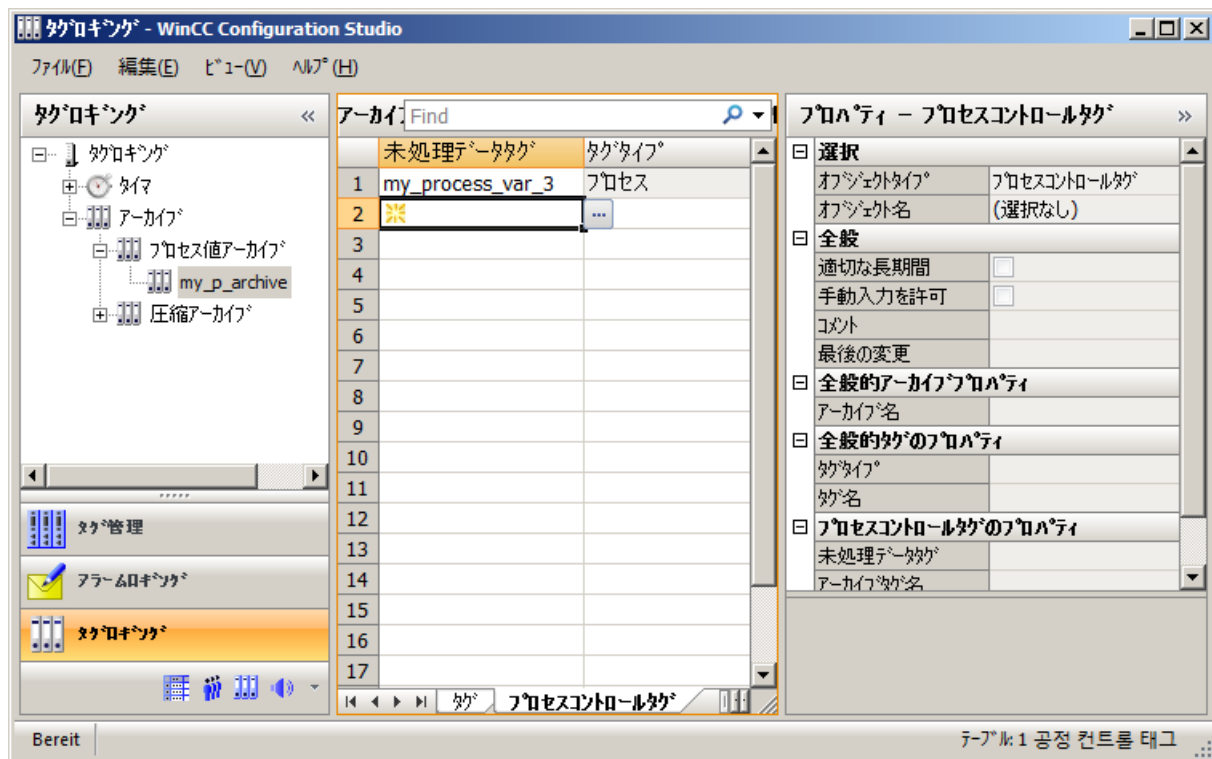 ﾀｸﾞﾛｷﾞﾝｸﾞ - WinCC Configuration Studio
ﾌｧｲﾙ(F) 編集(E) ﾋﾞｭｰ(V) ﾍﾙﾌﾟ(H)
ﾀｸﾞﾛｷﾞﾝｸﾞ «
ﾀｸﾞﾛｷﾞﾝｸﾞ
ﾀｲﾏ
ｱｰｶｲﾌﾞ
ﾌﾟﾛｾｽ値ｱｰｶｲﾌﾞ
my_p_archive
圧縮ｱｰｶｲﾌﾞ
ﾀｸﾞ管理
ｱﾗｰﾑﾛｷﾞﾝｸﾞ
ﾀｸﾞﾛｷﾞﾝｸﾞ
Find
未処理ﾃﾞｰﾀﾀｸﾞ ﾀｸﾞﾀｲﾌﾟ
1 my_process_var_3 ﾌﾟﾛｾｽ
2 ...
3
4
5
6
7
8
9
10
11
12
13
14
15
16
17
ﾀｸﾞ ﾌﾟﾛｾｽｺﾝﾄﾛｰﾙﾀｸﾞ
ﾌﾟﾛﾊﾟﾃｨ - ﾌﾟﾛｾｽｺﾝﾄﾛｰﾙﾀｸﾞ »
選択
ｵﾌﾞｼﾞｪｸﾄﾀｲﾌﾟ ﾌﾟﾛｾｽｺﾝﾄﾛｰﾙﾀｸﾞ
ｵﾌﾞｼﾞｪｸﾄ名 (選択なし)
全般
適切な長期間
手動入力を許可
ｺﾒﾝﾄ
最後の変更
全般的ｱｰｶｲﾌﾞﾌﾟﾛﾊﾟﾃｨ
ｱｰｶｲﾌﾞ名
全般的ﾀｸﾞのﾌﾟﾛﾊﾟﾃｨ
ﾀｸﾞﾀｲﾌﾟ
ﾀｸﾞ名
ﾌﾟﾛｾｽｺﾝﾄﾛｰﾙﾀｸﾞのﾌﾟﾛﾊﾟﾃｨ
未処理ﾃﾞｰﾀﾀｸﾞ
ｱｰｶｲﾌﾞﾀｸﾞ名
Bereit
ﾃｰﾌﾞﾙ: 1 공정 컨트롤 태그